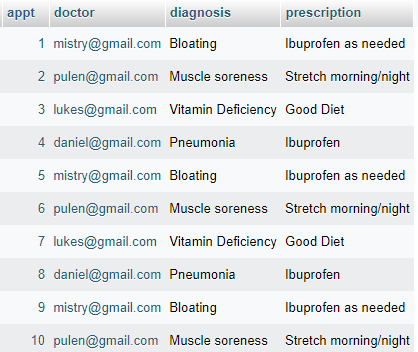 appt doctor diagnosis prescription
1 mistry@gmail.com Bloating Ibuprofen as needed
2 pulen@gmail.com Muscle soreness Stretch morning/night
3 lukes@gmail.com Vitamin Deficiency Good Diet
4 daniel@gmail.com Pneumonia Ibuprofen
5 mistry@gmail.com Bloating Ibuprofen as needed
6 pulen@gmail.com Muscle soreness Stretch morning/night
7 lukes@gmail.com Vitamin Deficiency Good Diet
8 daniel@gmail.com Pneumonia Ibuprofen
9 mistry@gmail.com Bloating Ibuprofen as needed
10 pulen@gmail.com Muscle soreness Stretch morning/night